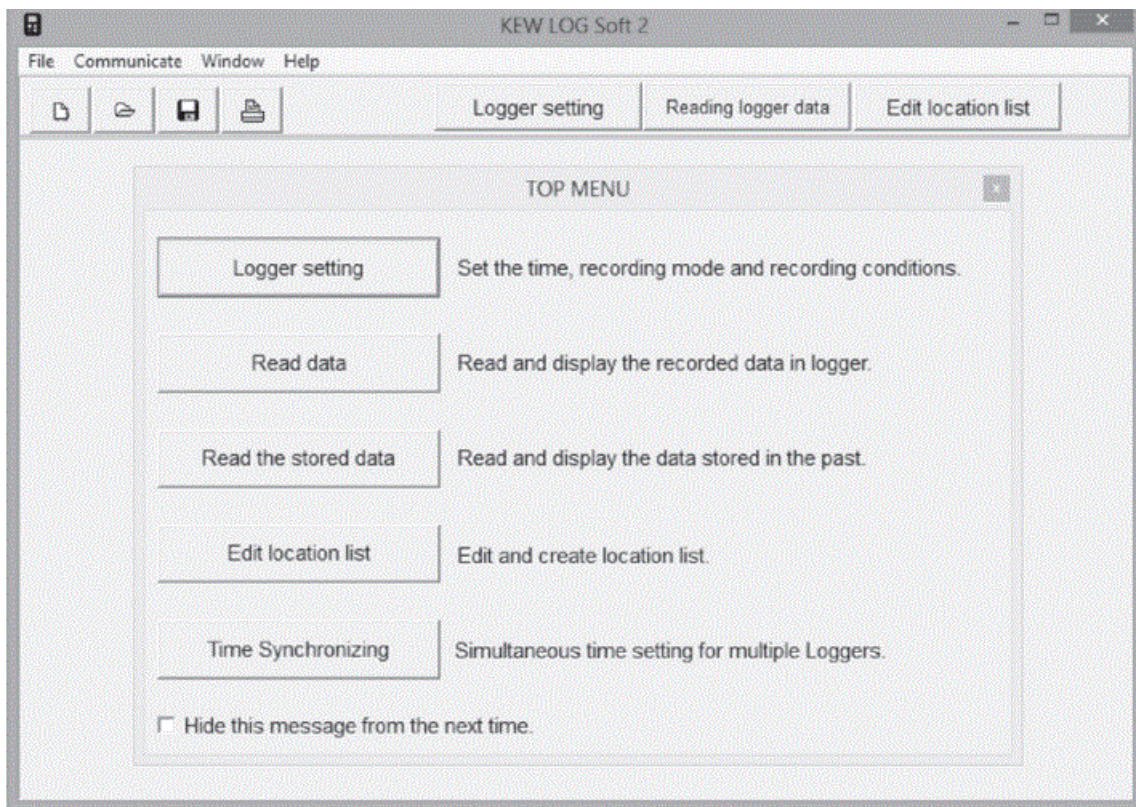 KEW LOG Soft 2
File Communicate Window Help
Logger setting Reading logger data Edit location list
TOP MENU
Logger setting Set the time, recording mode and recording conditions.
Read data Read and display the recorded data in logger.
Read the stored data Read and display the data stored in the past.
Edit location list Edit and create location list.
Time Synchronizing Simultaneous time setting for multiple Loggers.
Hide this message from the next time.